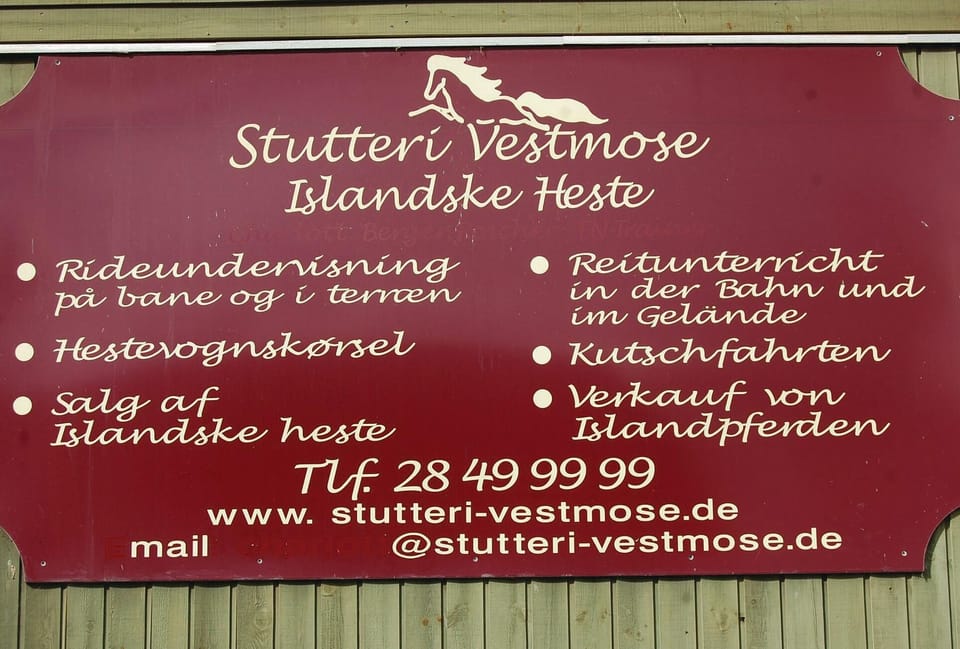 Stutteri Vestmose
Islandske Heste
• Rideundervisning
på bane og i terræn
• Hestevognskørsel
• Salg af
Islandske heste
• Reitunterricht
in der Bahn und
im Gelände
• Kutschfahrten
• Verkauf von
Islandpferden
Tlf. 28 49 99 99
www. stutteri-vestmose.de
Email @stutteri-vestmose.de